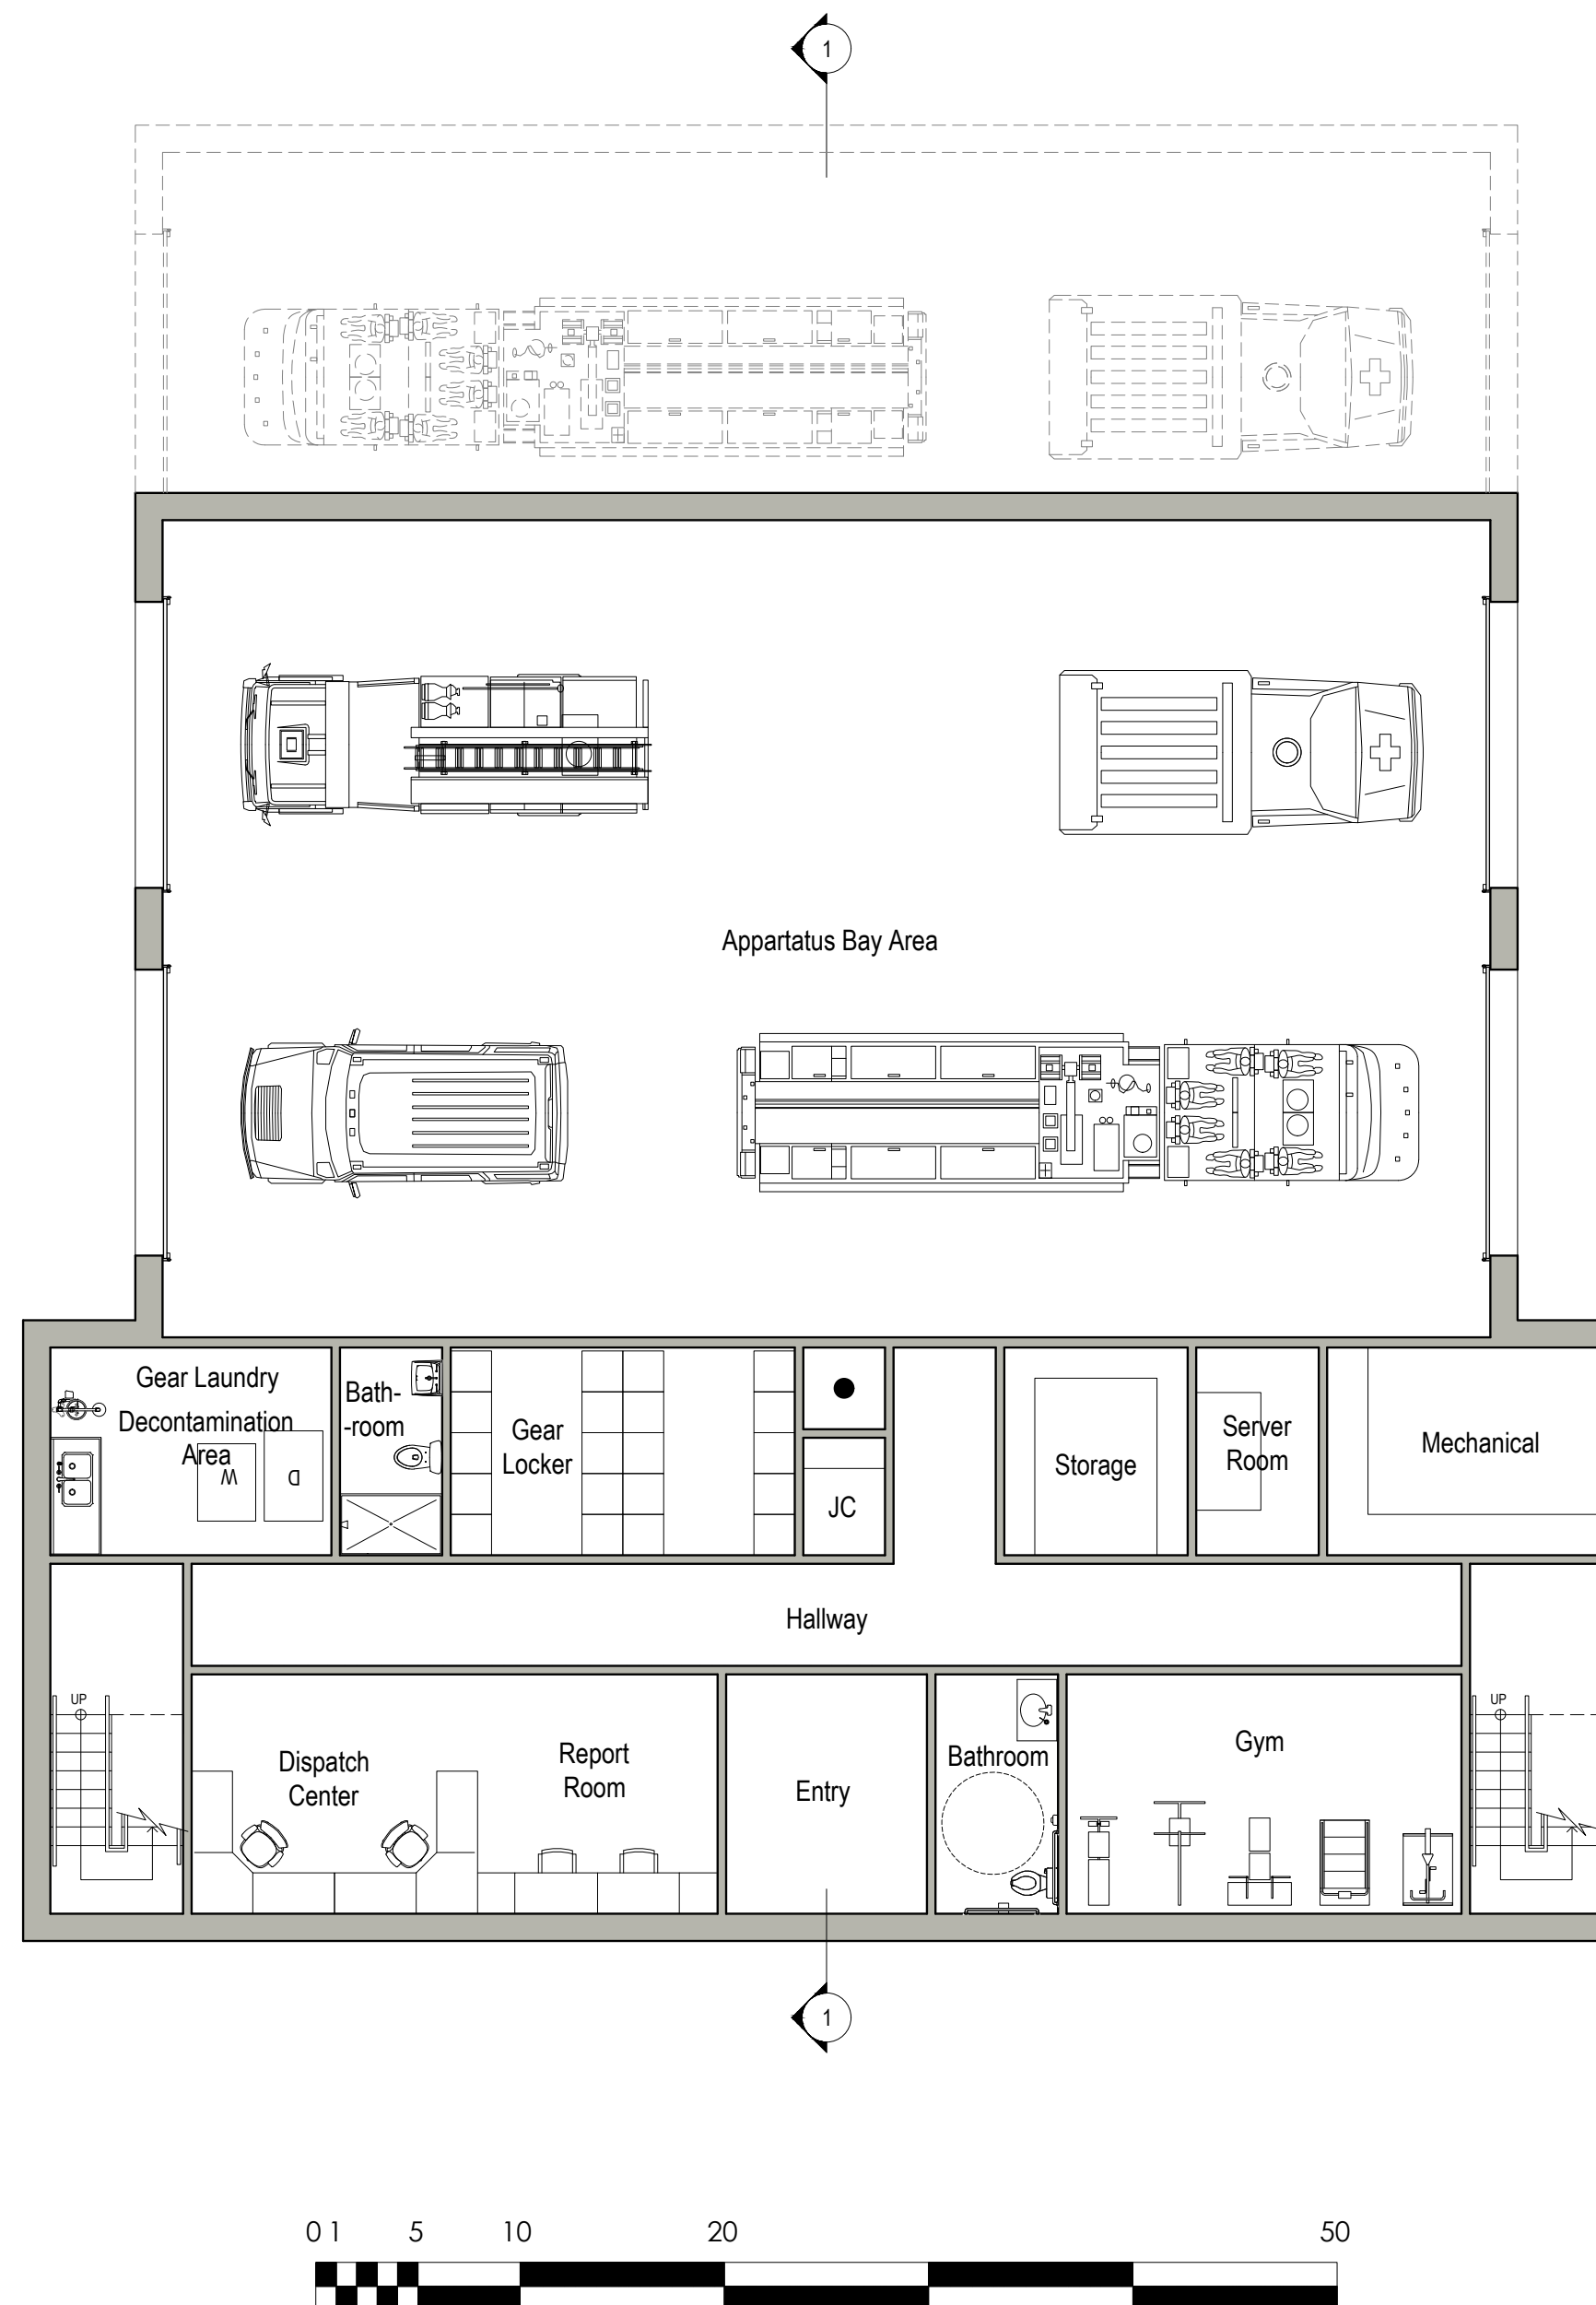 1
Appartatus Bay Area
Gear Laundry
Decontamination
Area
W
D
Bath-
-room
Gear
Locker
JC
Storage
Server
Room
Mechanical
Hallway
UP
UP
Dispatch
Center
Report
Room
Entry
Bathroom
Gym
1
0 1 5 10 20 50